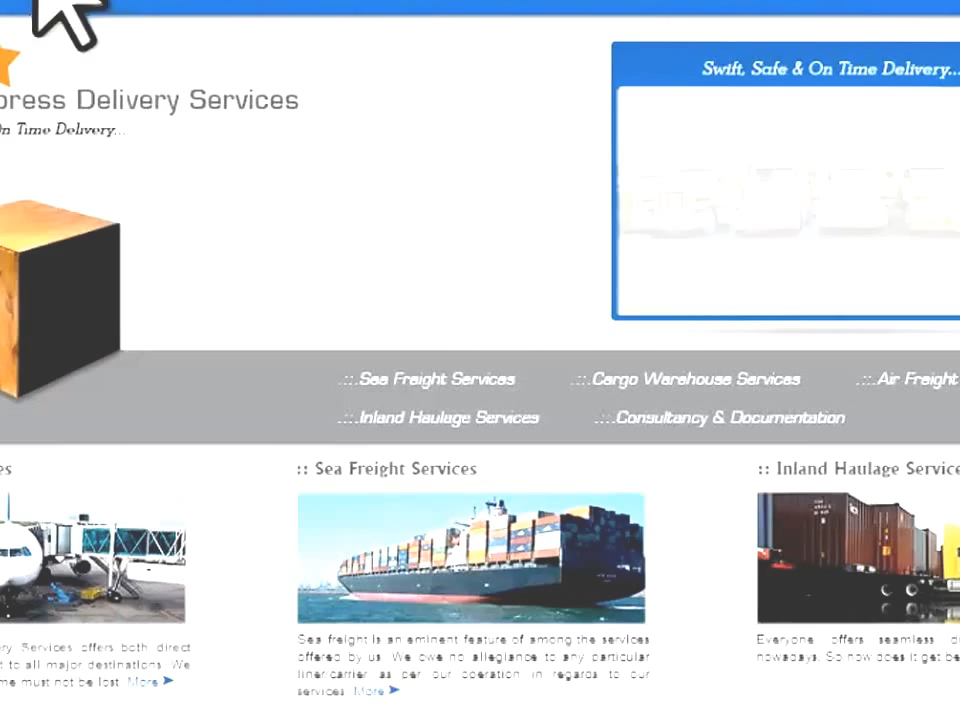 Swift, Safe & On Time Delivery...
press Delivery Services
On Time Delivery...
.::.Sea Freight Services .::.Cargo Warehouse Services .::.Air Freight
.::.Inland Haulage Services .::.Consultancy & Documentation
es
:: Sea Freight Services
:: Inland Haulage Service
ery Services offers both direct
t to all major destinations. We
me must not be lost. More
Sea freight is an eminent feature of among the services
offered by us. We owe no allegiance to any particular
liner/carrier as per our operation in regards to our
services. More
Everyone offers seamless d
nowadays. So how does it get be